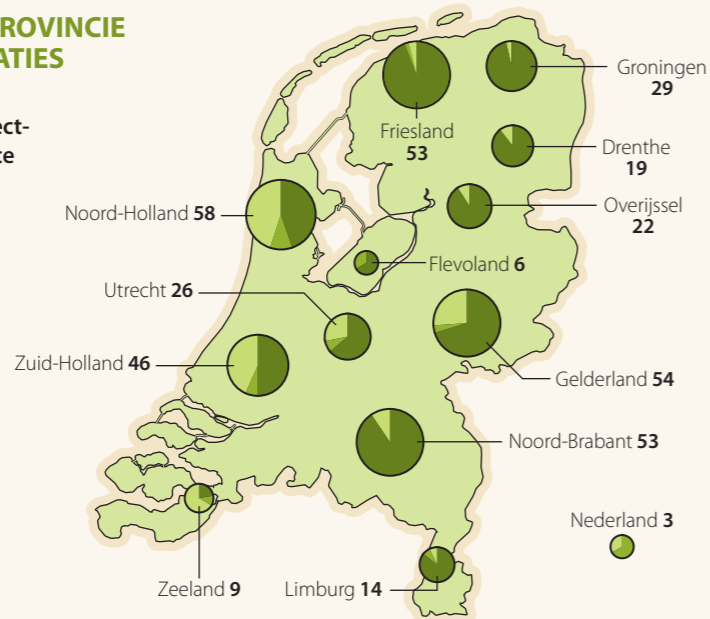 ROVINCIE
ATIES
ect-
te
Groningen
29
Friesland
53
Drenthe
19
Noord-Holland 58
Overijssel
22
Flevoland 6
Utrecht 26
Zuid-Holland 46
Gelderland 54
Noord-Brabant 53
Nederland 3
Zeeland 9
Limburg 14